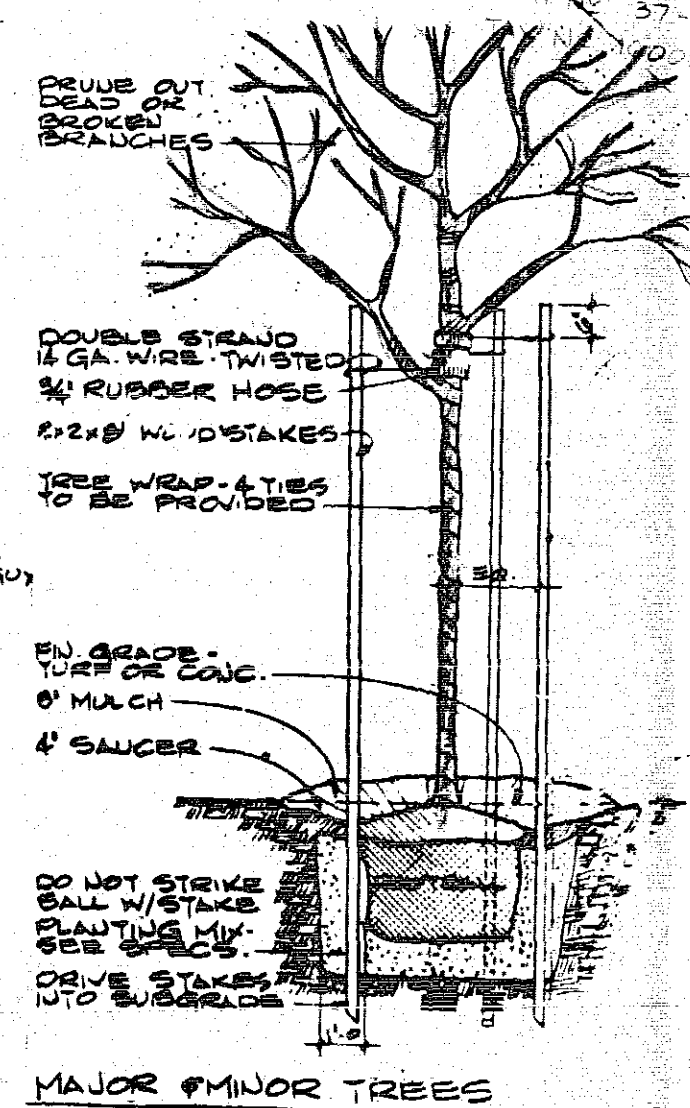 37-
PRUNE OUT
DEAD OR
BROKEN
BRANCHES
DOUBLE STRAND
14 GA. WIRE-TWISTED
3/4" RUBBER HOSE
2x2x8' STAKES
TREE WRAP-4 TIES
TO BE PROVIDED
EQ.
FIN. GRADE-
TURF OR CONC.
MULCH
4" SAUCER
DO NOT STRIKE
BALL W/STAKE
PLANTING MIX-
SEE SPECS.
DRIVE STAKES
INTO SUBGRADE
1'-0
MAJOR & MINOR TREES